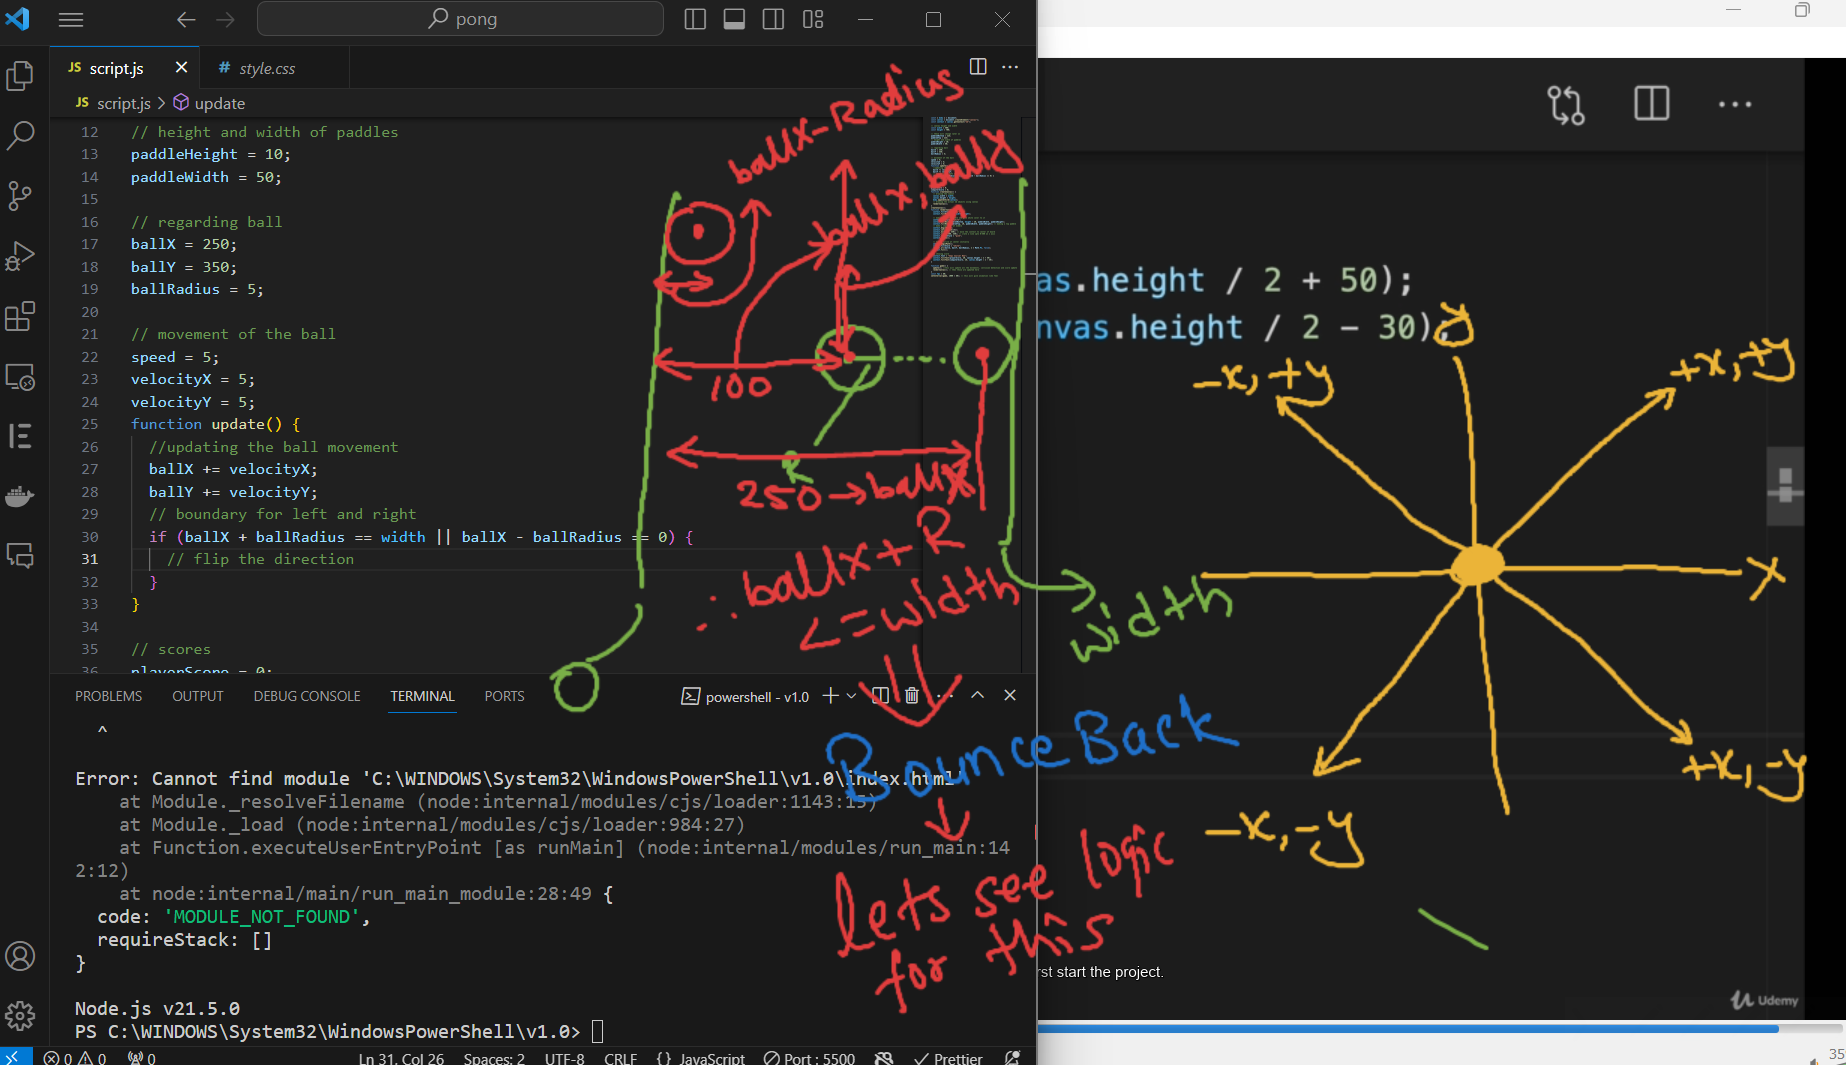 pong
JS script.js
# style.css
JS script.js > update
12 // height and width of paddles
13 paddleHeight = 10;
14 paddleWidth = 50;
15
16 // regarding ball
17 ballX = 250;
18 ballY = 350;
19 ballRadius = 5;
20
21 // movement of the ball
22 speed = 5;
23 velocityX = 5;
24 velocityY = 5;
25 function update() {
26 //updating the ball movement
27 ballX += velocityX;
28 ballY += velocityY;
29 // boundary for left and right
30 if (ballX + ballRadius == width || ballX - ballRadius == 0) {
31 // flip the direction
32 }
33 }
34
35 // scores
36 playerScore = 0;
ballX-Radius
ballx, bally
100
R
250→ballX
∴ ballx+R
<=width
width
Bounce Back
lets see logic
for this
PROBLEMS OUTPUT DEBUG CONSOLE TERMINAL PORTS
powershell - v1.0
^
Error: Cannot find module 'C:\WINDOWS\System32\WindowsPowerShell\v1.0\index.html'
at Module._resolveFilename (node:internal/modules/cjs/loader:1143:15)
at Module._load (node:internal/modules/cjs/loader:984:27)
at Function.executeUserEntryPoint [as runMain] (node:internal/modules/run_main:14
2:12)
at node:internal/main/run_main_module:28:49 {
code: 'MODULE_NOT_FOUND',
requireStack: []
}
Node.js v21.5.0
PS C:\WINDOWS\System32\WindowsPowerShell\v1.0>
0 0 0 Ln 31, Col 26 Spaces: 2 UTF-8 CRLF {} JavaScript Port : 5500 Prettier
as.height / 2 + 50);
nvas.height / 2 - 30);
y
-x, +y
+x, +y
x
+x, -y
-x, -y
rst start the project.
Udemy
35